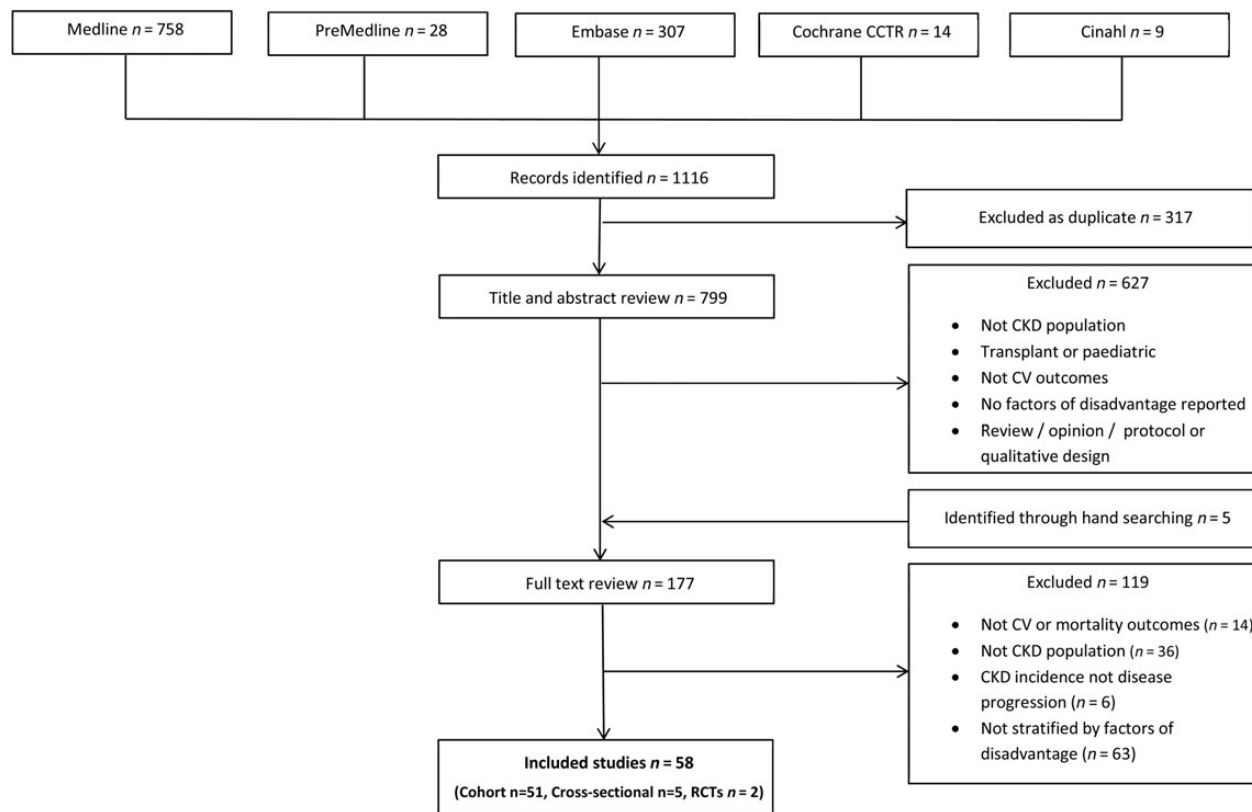 Medline n = 758
PreMedline n = 28
Embase n = 307
Cochrane CCTR n = 14
Cinahl n = 9
Records identified n = 1116
Excluded as duplicate n = 317
Title and abstract review n = 799
Excluded n = 627
• Not CKD population
• Transplant or paediatric
• Not CV outcomes
• No factors of disadvantage reported
• Review / opinion / protocol or
qualitative design
Identified through hand searching n = 5
Full text review n = 177
Excluded n = 119
• Not CV or mortality outcomes (n = 14)
• Not CKD population (n = 36)
• CKD incidence not disease
progression (n = 6)
• Not stratified by factors of
disadvantage (n = 63)
Included studies n = 58
(Cohort n=51, Cross-sectional n=5, RCTs n = 2)